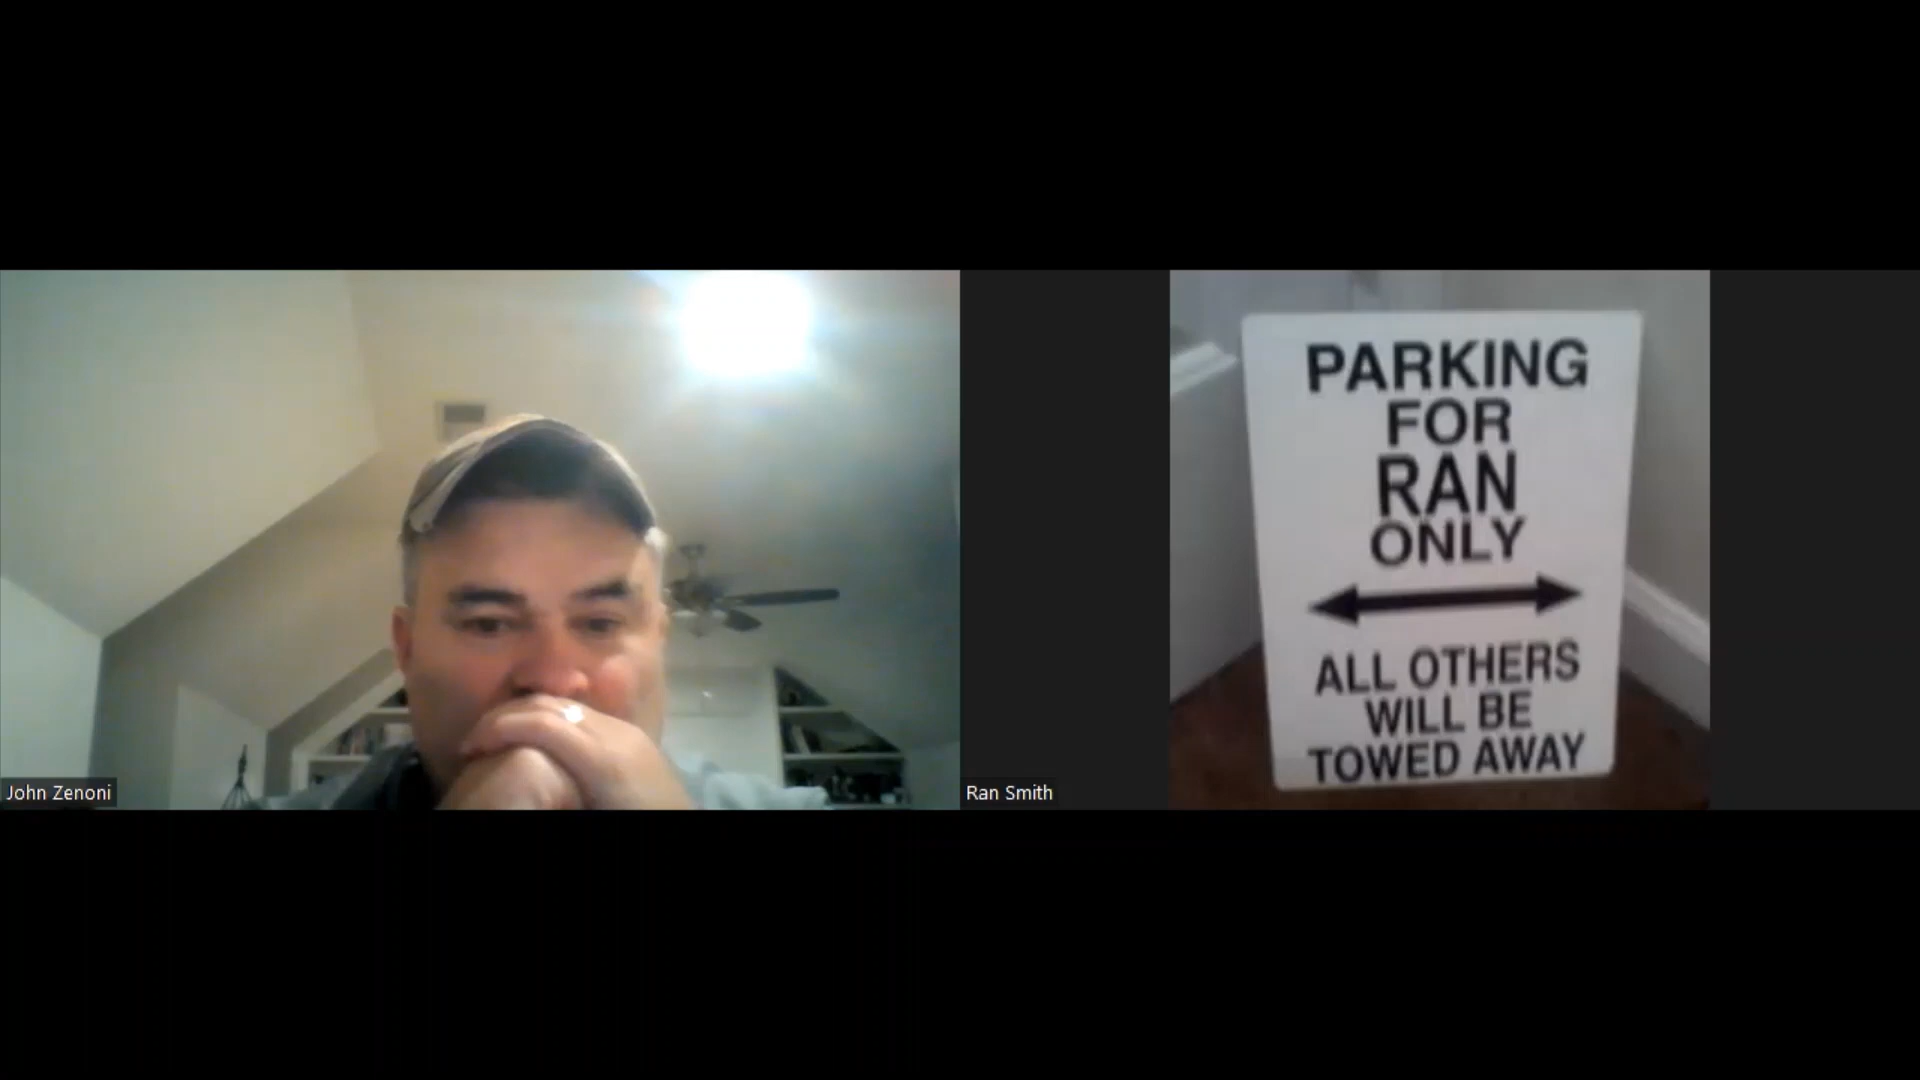 John Zenoni
Ran Smith
PARKING
FOR
RAN
ONLY
ALL OTHERS
WILL BE
TOWED AWAY